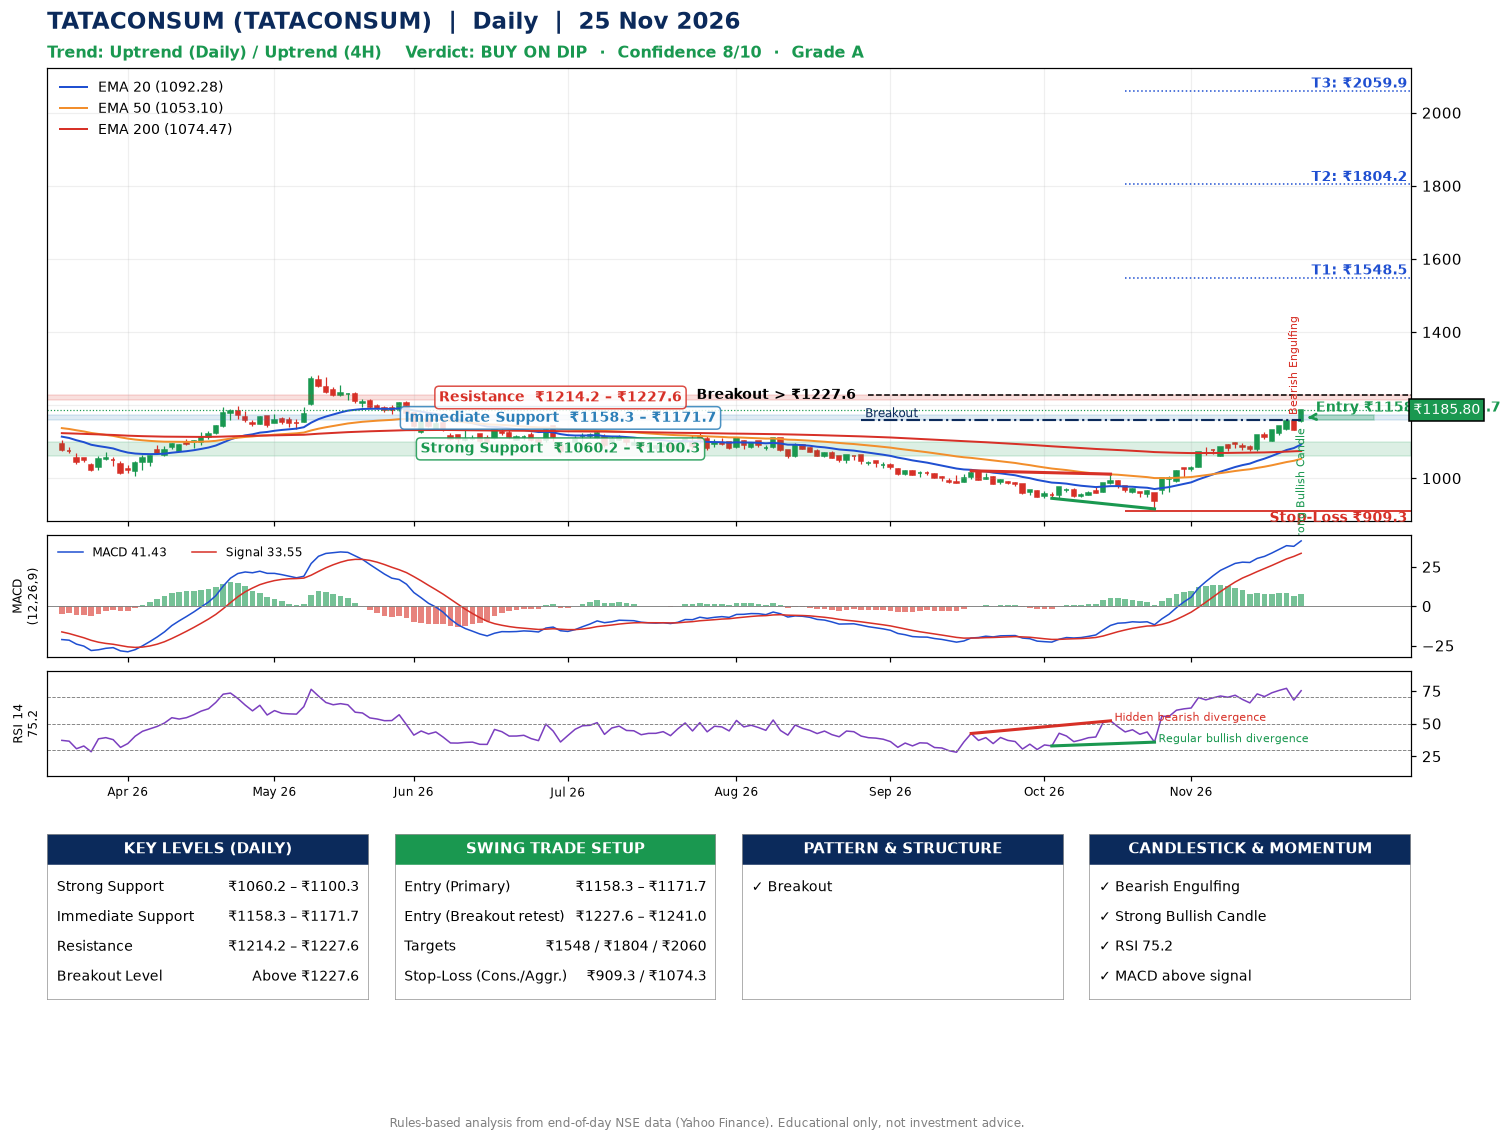 TATACONSUM (TATACONSUM)  |  Daily  |  25 Nov 2026
Trend: Uptrend (Daily) / Uptrend (4H)    Verdict: BUY ON DIP  ·  Confidence 8/10  ·  Grade A
EMA 20 (1092.28)
EMA 50 (1053.10)
EMA 200 (1074.47)
T3: ₹2059.9
T2: ₹1804.2
T1: ₹1548.5
2000
1800
1600
1400
1000
Bearish Engulfing
Resistance  ₹1214.2 – ₹1227.6
Breakout > ₹1227.6
Immediate Support  ₹1158.3 – ₹1171.7
Breakout
Entry ₹1158
.7
₹1185.80
Strong Support  ₹1060.2 – ₹1100.3
Bullish Candle
Stop-Loss ₹909.3
MACD 41.43
Signal 33.55
MACD
(12,26,9)
25
0
−25
RSI 14
75.2
75
50
25
Hidden bearish divergence
Regular bullish divergence
Apr 26
May 26
Jun 26
Jul 26
Aug 26
Sep 26
Oct 26
Nov 26
KEY LEVELS (DAILY)
Strong Support ₹1060.2 – ₹1100.3
Immediate Support ₹1158.3 – ₹1171.7
Resistance ₹1214.2 – ₹1227.6
Breakout Level Above ₹1227.6
SWING TRADE SETUP
Entry (Primary) ₹1158.3 – ₹1171.7
Entry (Breakout retest) ₹1227.6 – ₹1241.0
Targets ₹1548 / ₹1804 / ₹2060
Stop-Loss (Cons./Aggr.) ₹909.3 / ₹1074.3
PATTERN & STRUCTURE
✓ Breakout
CANDLESTICK & MOMENTUM
✓ Bearish Engulfing
✓ Strong Bullish Candle
✓ RSI 75.2
✓ MACD above signal
Rules-based analysis from end-of-day NSE data (Yahoo Finance). Educational only, not investment advice.